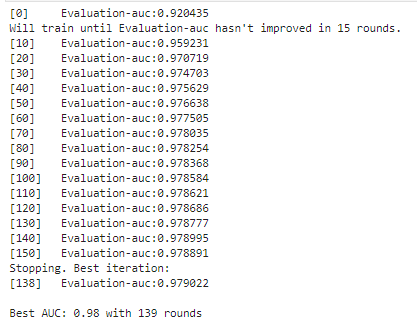 [0]	Evaluation-auc:0.920435
Will train until Evaluation-auc hasn't improved in 15 rounds.
[10]	Evaluation-auc:0.959231
[20]	Evaluation-auc:0.970719
[30]	Evaluation-auc:0.974703
[40]	Evaluation-auc:0.975629
[50]	Evaluation-auc:0.976638
[60]	Evaluation-auc:0.977505
[70]	Evaluation-auc:0.978035
[80]	Evaluation-auc:0.978254
[90]	Evaluation-auc:0.978368
[100]	Evaluation-auc:0.978584
[110]	Evaluation-auc:0.978621
[120]	Evaluation-auc:0.978686
[130]	Evaluation-auc:0.978777
[140]	Evaluation-auc:0.978995
[150]	Evaluation-auc:0.978891
Stopping. Best iteration:
[138]	Evaluation-auc:0.979022

Best AUC: 0.98 with 139 rounds